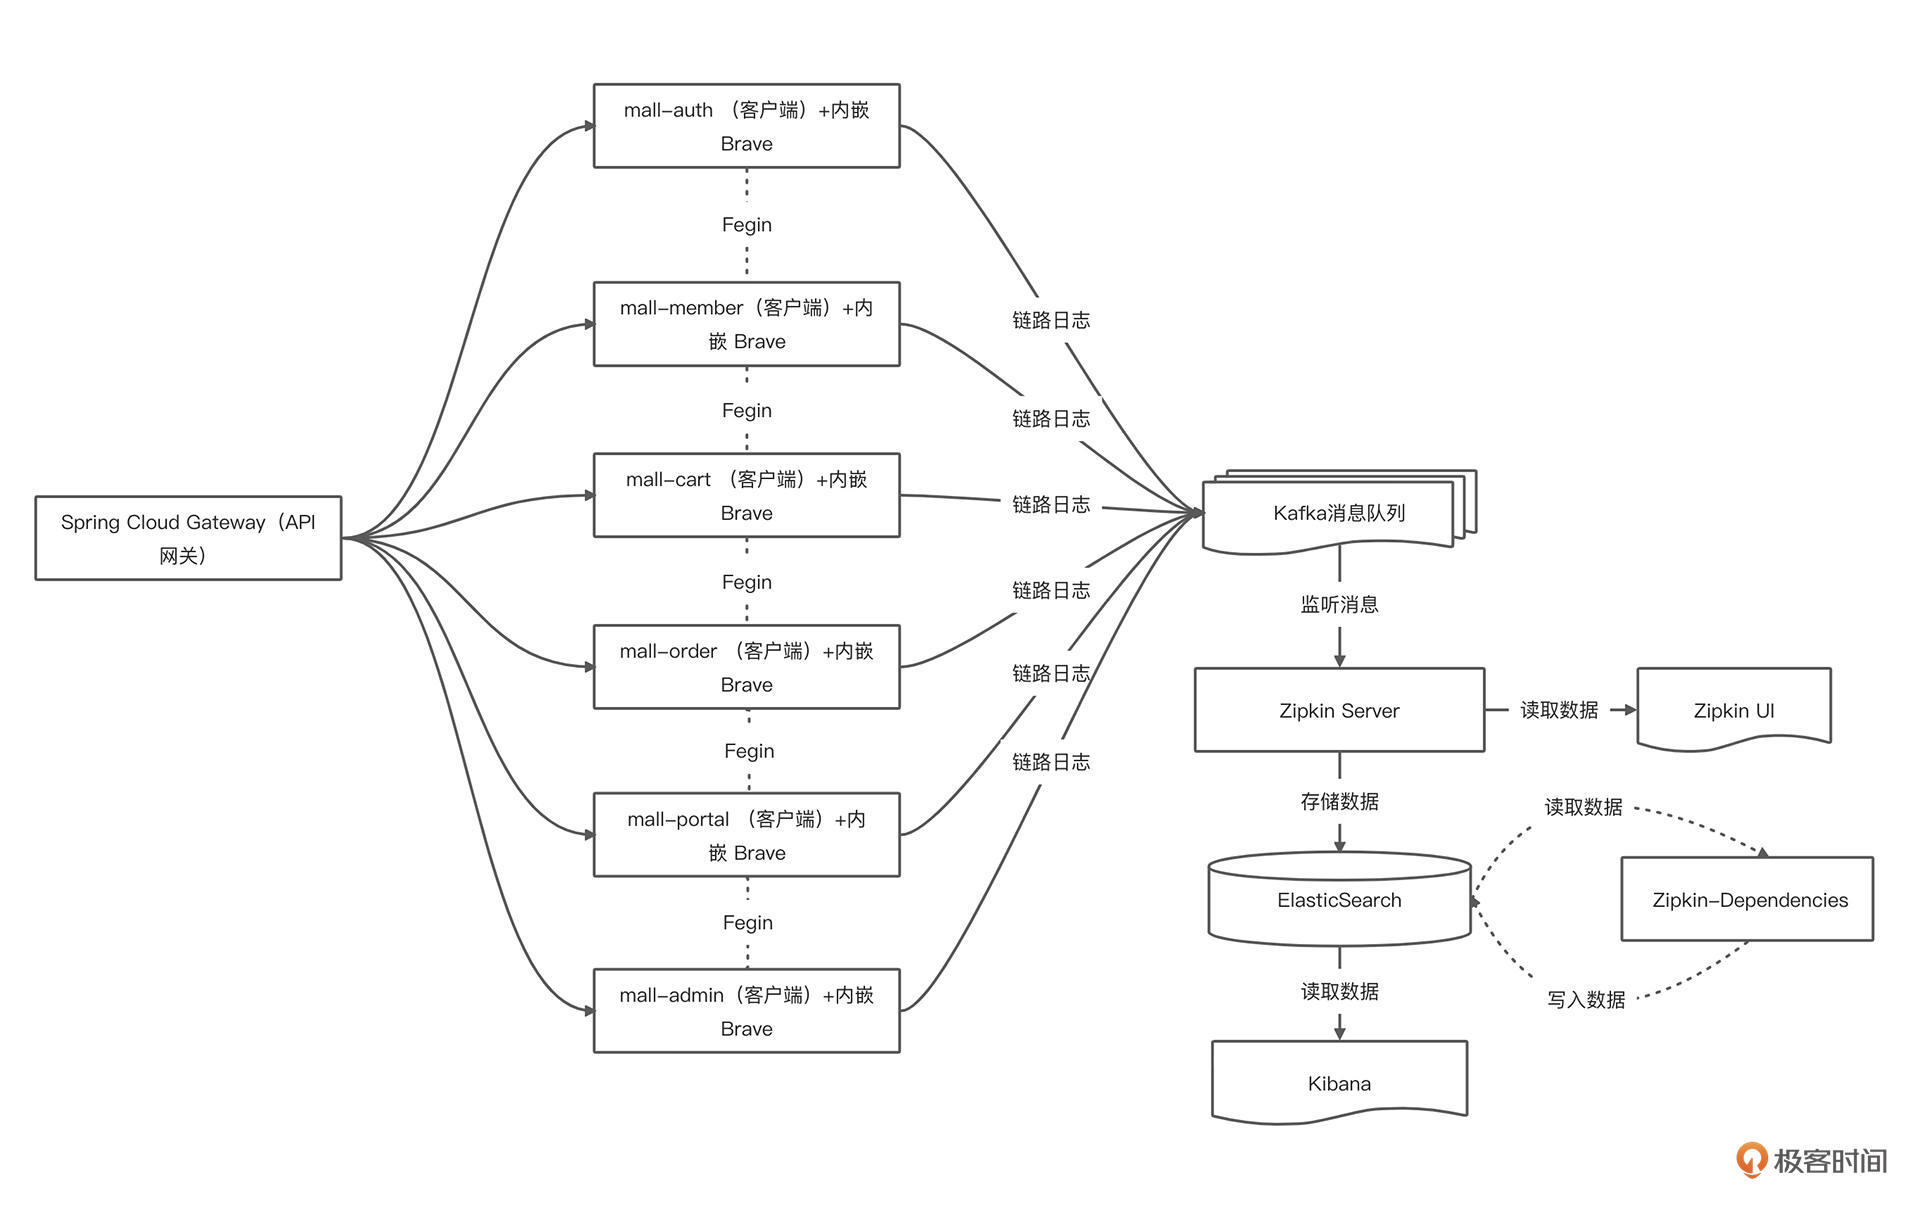 Spring Cloud Gateway（API
网关）
mall-auth （客户端）+内嵌
Brave
Fegin
mall-member（客户端）+内
嵌 Brave
Fegin
mall-cart （客户端）+内嵌
Brave
Fegin
mall-order （客户端）+内嵌
Brave
Fegin
mall-portal （客户端）+内
嵌 Brave
Fegin
mall-admin（客户端）+内嵌
Brave
链路日志
链路日志
链路日志
链路日志
链路日志
链路日志
Kafka消息队列
监听消息
Zipkin Server
读取数据
Zipkin UI
存储数据
ElasticSearch
读取数据
Zipkin-Dependencies
写入数据
读取数据
Kibana
极客时间